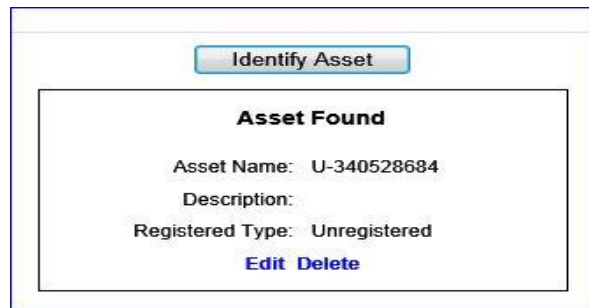 Identify Asset
Asset Found
Asset Name: U-340528684
Description:
Registered Type: Unregistered
Edit Delete